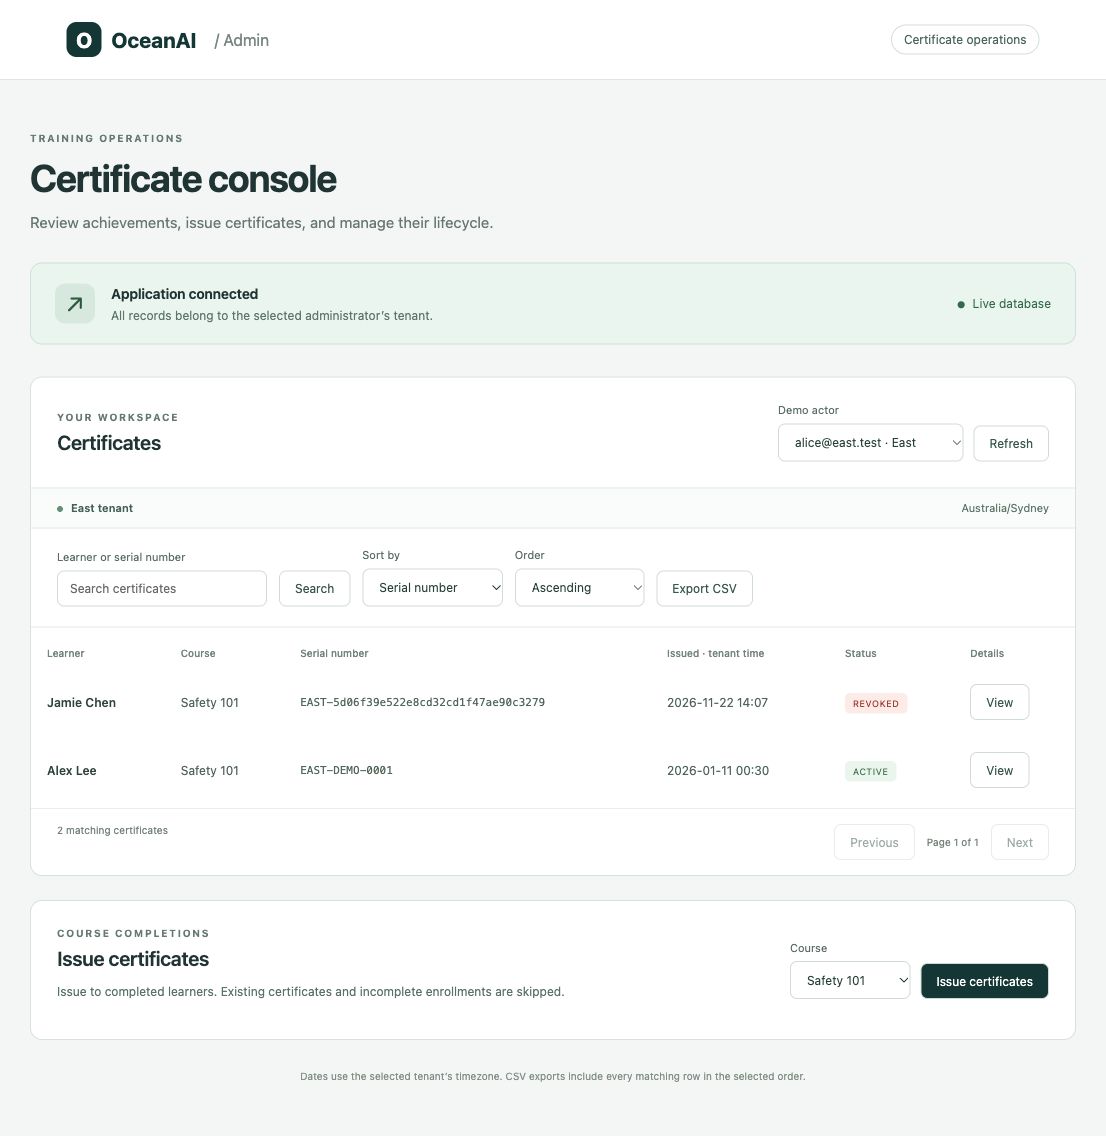 O OceanAI / Admin
Certificate operations
TRAINING OPERATIONS
Certificate console
Review achievements, issue certificates, and manage their lifecycle.
Application connected
All records belong to the selected administrator's tenant.
Live database
YOUR WORKSPACE
Certificates
Demo actor
alice@east.test · East
Refresh
East tenant
Australia/Sydney
Learner or serial number
Search certificates
Search
Sort by
Serial number
Order
Ascending
Export CSV
Learner Course Serial number Issued · tenant time Status Details
Jamie Chen Safety 101 EAST-5d06f39e522e8cd32cd1f47ae90c3279 2026-11-22 14:07 REVOKED View
Alex Lee Safety 101 EAST-DEMO-0001 2026-01-11 00:30 ACTIVE View
2 matching certificates
Previous Page 1 of 1 Next
COURSE COMPLETIONS
Issue certificates
Issue to completed learners. Existing certificates and incomplete enrollments are skipped.
Course
Safety 101
Issue certificates
Dates use the selected tenant's timezone. CSV exports include every matching row in the selected order.